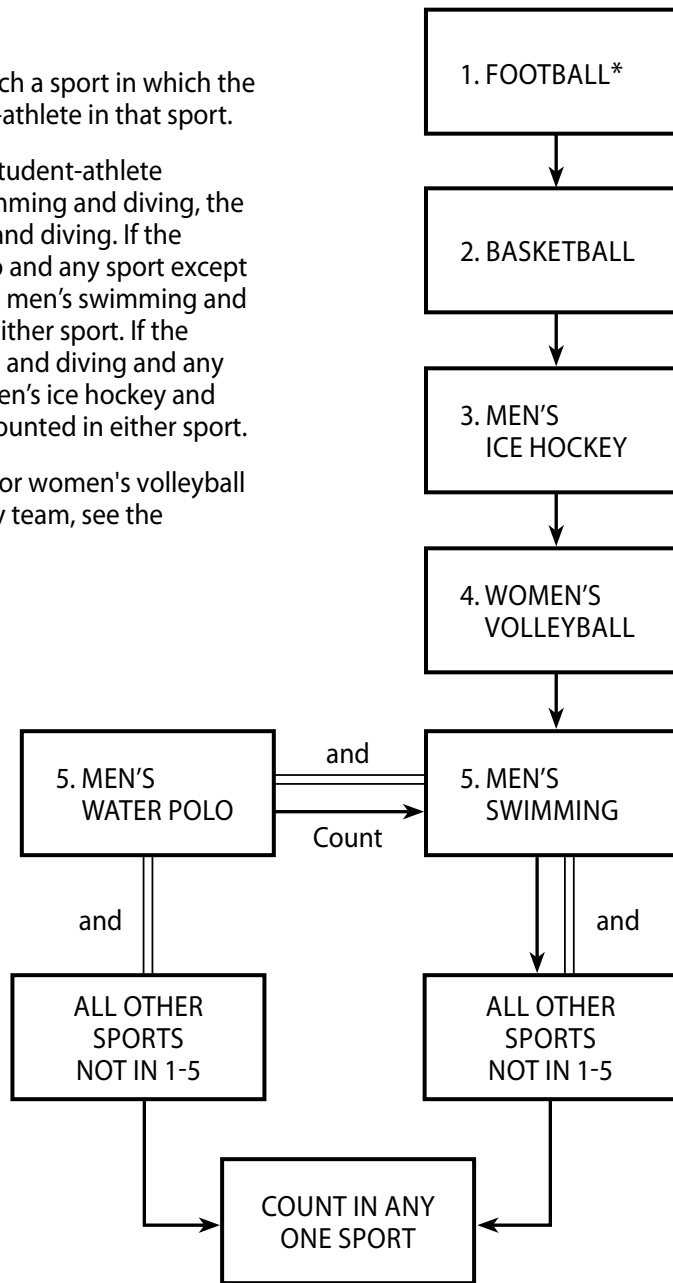 ch a sport in which the
-athlete in that sport.
tudent-athlete
nming and diving, the
and diving. If the
o and any sport except
men's swimming and
ither sport. If the
and diving and any
en's ice hockey and
ounted in either sport.
or women's volleyball
y team, see the
1. FOOTBALL*
2. BASKETBALL
3. MEN'S
ICE HOCKEY
4. WOMEN'S
VOLLEYBALL
5. MEN'S
WATER POLO
and
Count
5. MEN'S
SWIMMING
and
and
ALL OTHER
SPORTS
NOT IN 1-5
ALL OTHER
SPORTS
NOT IN 1-5
COUNT IN ANY
ONE SPORT